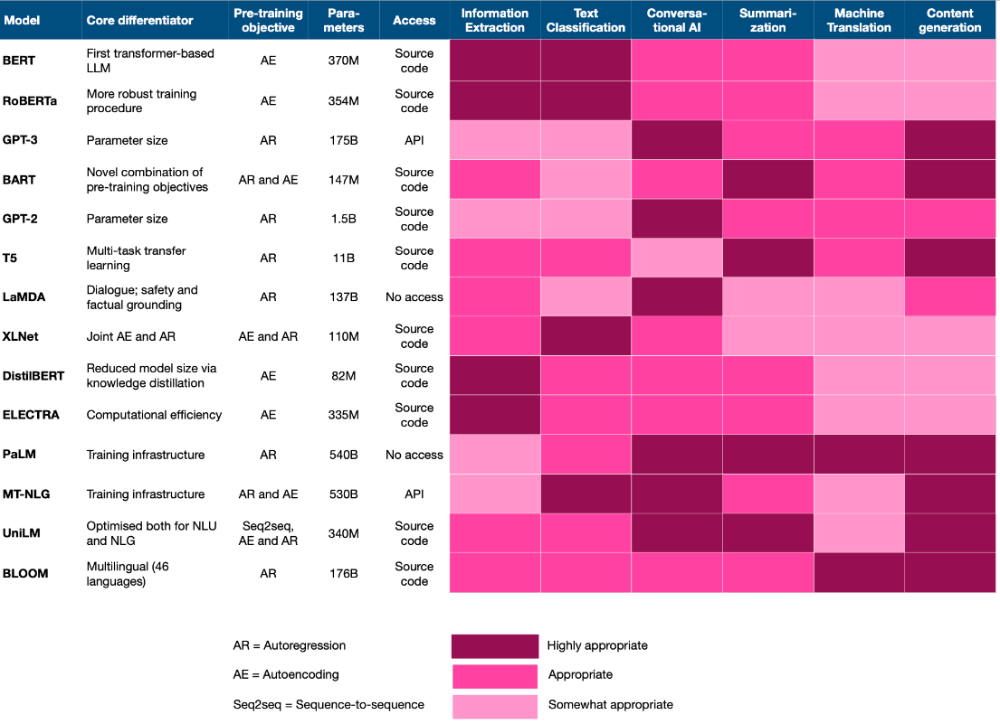 Model Core differentiator Pre-training objective Para-meters Access Information Extraction Text Classification Conversa-tional AI Summari-zation Machine Translation Content generation
BERT First transformer-based LLM AE 370M Source code
RoBERTa More robust training procedure AE 354M Source code
GPT-3 Parameter size AR 175B API
BART Novel combination of pre-training objectives AR and AE 147M Source code
GPT-2 Parameter size AR 1.5B Source code
T5 Multi-task transfer learning AR 11B Source code
LaMDA Dialogue; safety and factual grounding AR 137B No access
XLNet Joint AE and AR AE and AR 110M Source code
DistilBERT Reduced model size via knowledge distillation AE 82M Source code
ELECTRA Computational efficiency AE 335M Source code
PaLM Training infrastructure AR 540B No access
MT-NLG Training infrastructure AR and AE 530B API
UniLM Optimised both for NLU and NLG Seq2seq, AE and AR 340M Source code
BLOOM Multilingual (46 languages) AR 176B Source code
AR = Autoregression Highly appropriate
AE = Autoencoding Appropriate
Seq2seq = Sequence-to-sequence Somewhat appropriate